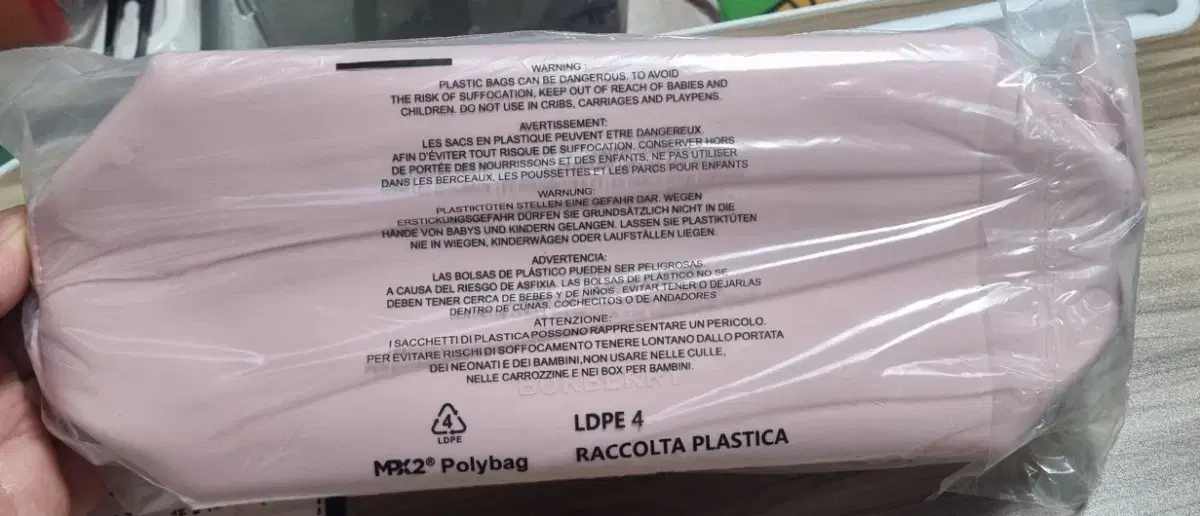 WARNING:
PLASTIC BAGS CAN BE DANGEROUS. TO AVOID
THE RISK OF SUFFOCATION, KEEP OUT OF REACH OF BABIES AND
CHILDREN. DO NOT USE IN CRIBS, CARRIAGES AND PLAYPENS.
AVERTISSEMENT:
LES SACS EN PLASTIQUE PEUVENT ETRE DANGEREUX.
AFIN D'ÉVITER TOUT RISQUE DE SUFFOCATION. CONSERVER HORS
DE PORTÉE DES NOURRISSONS ET DES ENFANTS. NE PAS UTILISER
DANS LES BERCEAUX, LES POUSSETTES ET LES PARCS POUR ENFANTS
WARNUNG:
PLASTIKTÜTEN STELLEN EINE GEFAHR DAR. WEGEN
ERSTICKUNGSGEFAHR DÜRFEN SIE GRUNDSÄTZLICH NICHT IN DIE
HÄNDE VON BABYS UND KINDERN GELANGEN. LASSEN SIE PLASTIKTÜTEN
NIE IN WIEGEN, KINDERWÄGEN ODER LAUFSTÄLLEN LIEGEN.
ADVERTENCIA:
LAS BOLSAS DE PLÁSTICO PUEDEN SER PELIGROSAS.
A CAUSA DEL RIESGO DE ASFIXIA. LAS BOLSAS DE PLÁSTICO NO SE
DEBEN TENER CERCA DE BEBES Y DE NIÑOS. EVITAR TENER O DEJARLAS
DENTRO DE CUNAS, COCHECITOS O DE ANDADORES
ATTENZIONE:
I SACCHETTI DI PLASTICA POSSONO RAPPRESENTARE UN PERICOLO.
PER EVITARE RISCHI DI SOFFOCAMENTO TENERE LONTANO DALLO PORTATA
DEI NEONATI E DEI BAMBINI,NON USARE NELLE CULLE,
NELLE CARROZZINE E NEI BOX PER BAMBINI.
BURBERRY
4
LDPE
LDPE 4
RACCOLTA PLASTICA
MPX2® Polybag